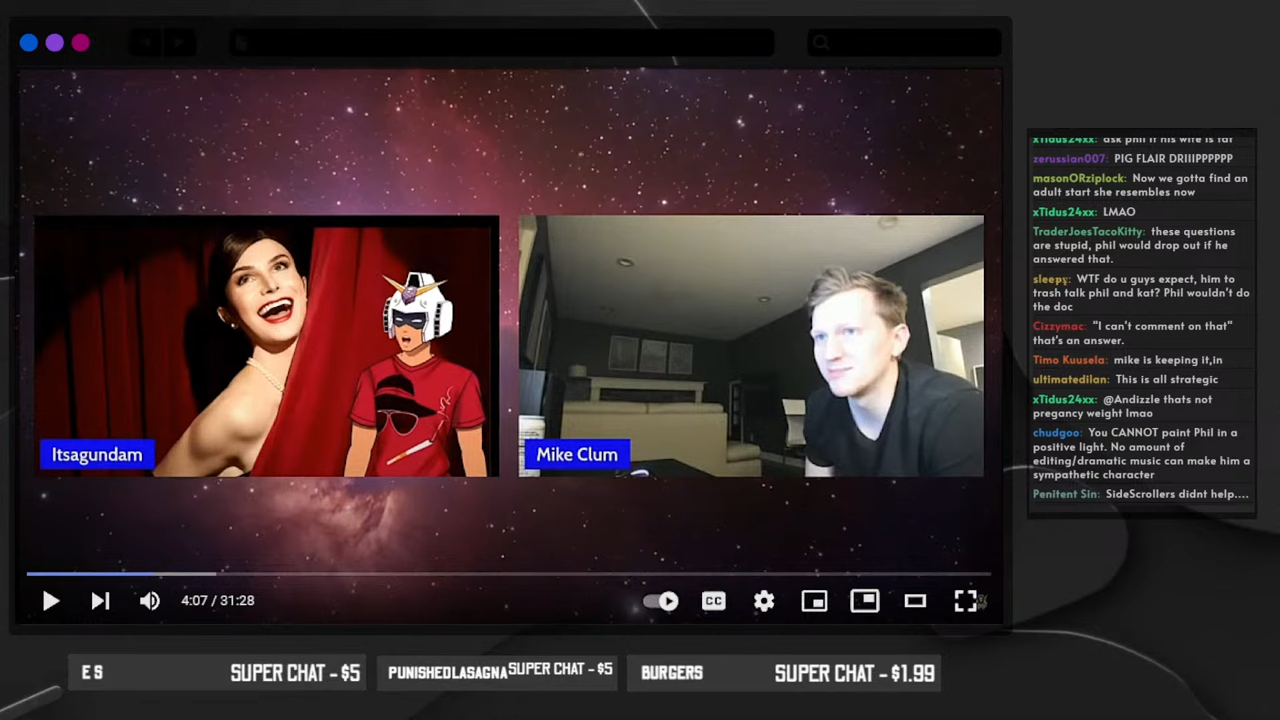 xTidus24xx: ask phil if his wife is fat
zerussian007: PIG FLAIR DRIIIPPPPPP
masonORziplock: Now we gotta find an
adult start she resembles now
xTidus24xx: LMAO
TraderJoesTacoKitty: these questions
are stupid, phil would drop out if he
answered that.
sleepy: WTF do u guys expect, him to
trash talk phil and kat? Phil wouldn't do
the doc
Cizzymac: "I can't comment on that"
that's an answer.
Timo Kuusela: mike is keeping it,in
ultimatedilan: This is all strategic
xTidus24xx: @Andizzle thats not
pregancy weight lmao
chudgoo: You CANNOT paint Phil in a
positive light. No amount of
editing/dramatic music can make him a
sympathetic character
Penitent Sin: SideScrollers didnt help....
Itsagundam
Mike Clum
4:07 / 31:28
CC
E S SUPER CHAT - $5
PUNISHEDLASAGNA SUPER CHAT - $5
BURGERS SUPER CHAT - $1.99